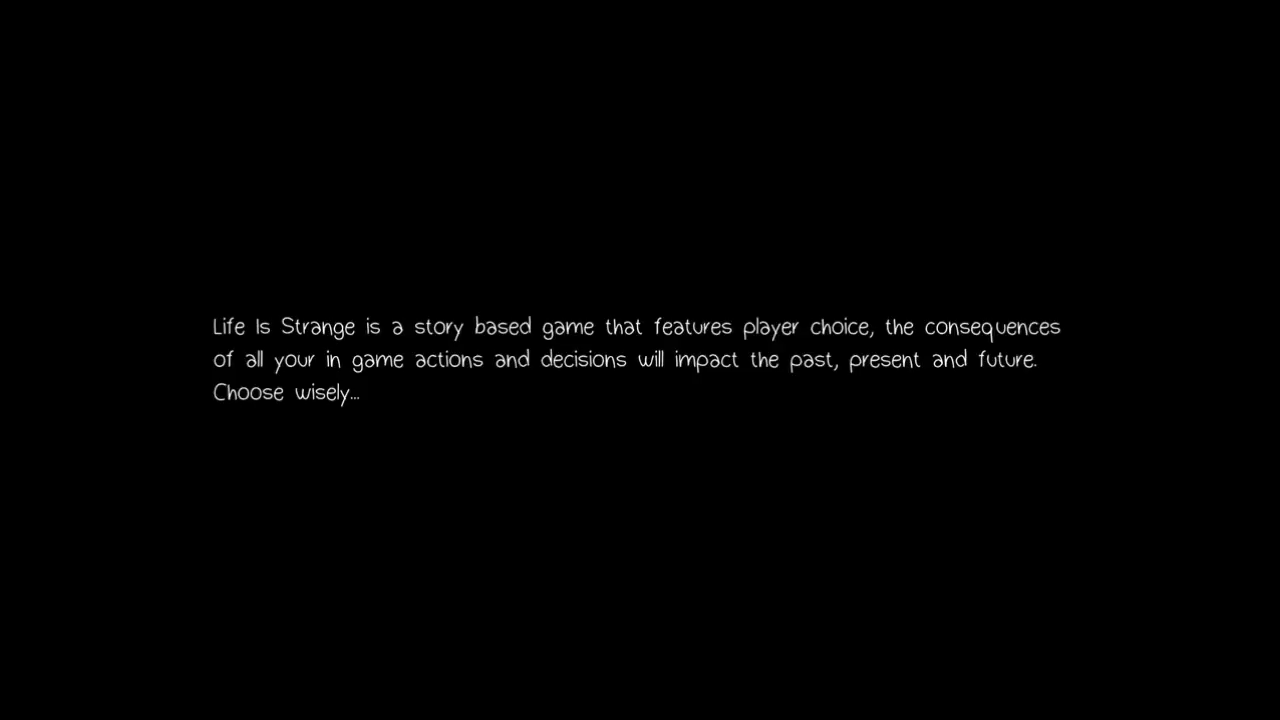 Life Is Strange is a story based game that features player choice, the consequences
of all your in game actions and decisions will impact the past, present and future.
Choose wisely...